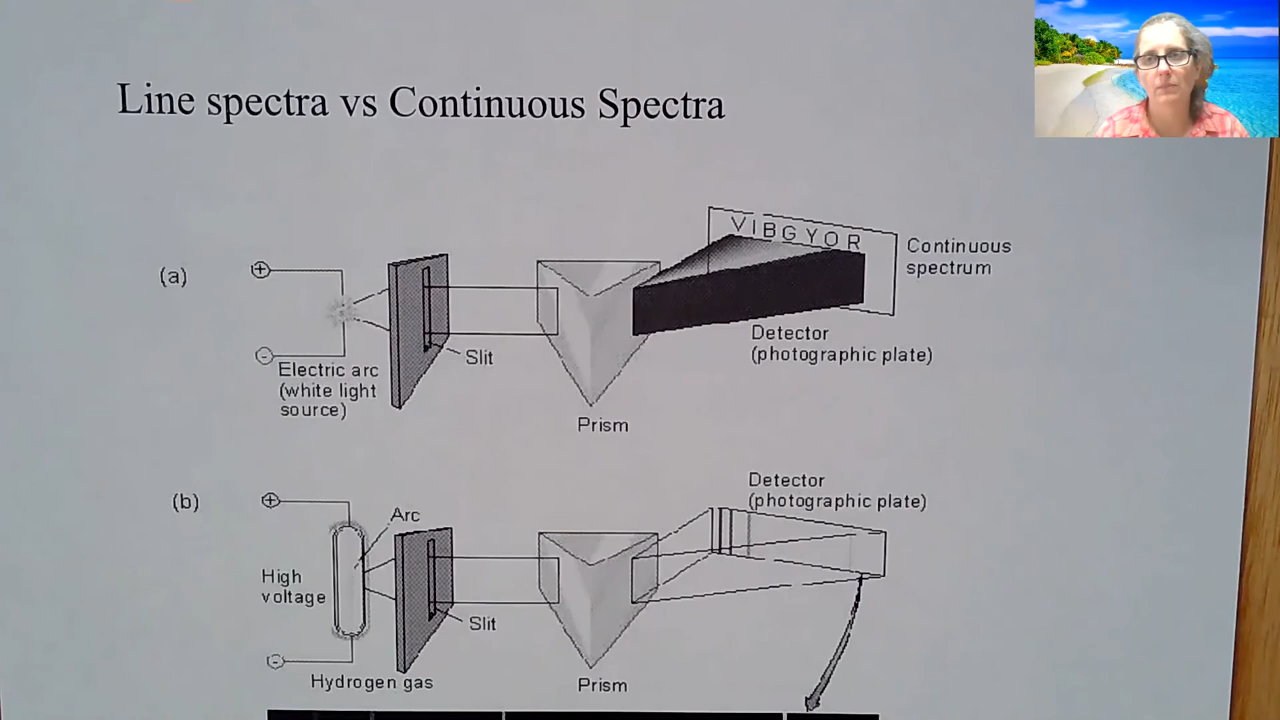 Line spectra vs Continuous Spectra
(a)
+
-
Electric arc
(white light
source)
Slit
Prism
V I B G Y O R
Continuous
spectrum
Detector
(photographic plate)
(b)
+
-
Arc
High
voltage
Hydrogen gas
Slit
Prism
Detector
(photographic plate)